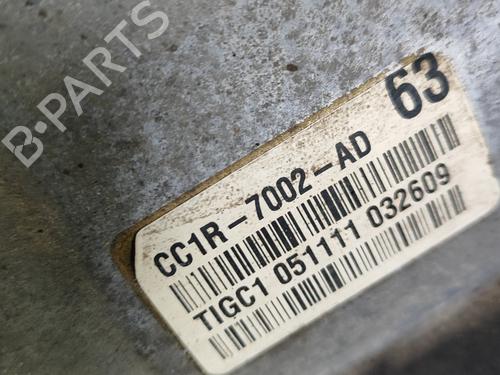 B-PARTS
63
CC1R-7002-AD
TIGC1 051111 032609